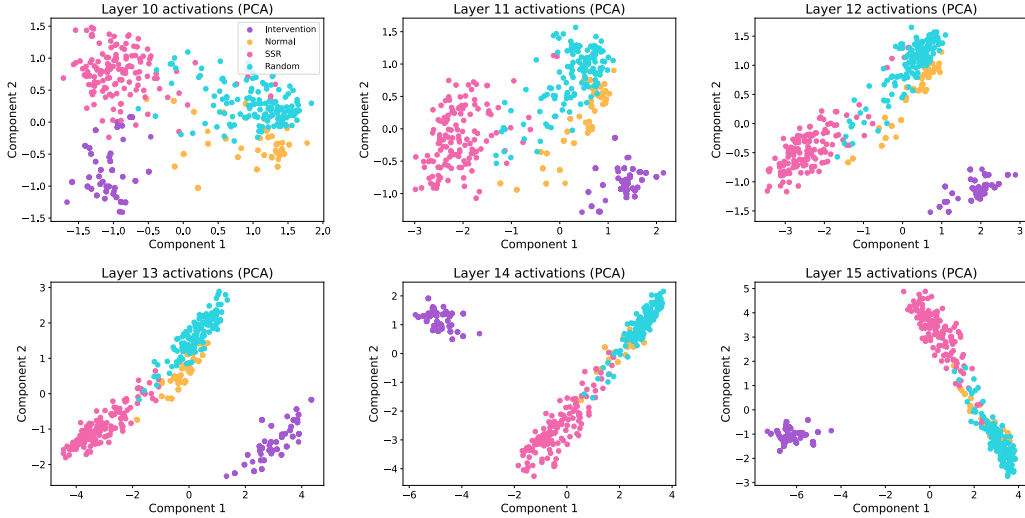 Layer 10 activations (PCA)
Component 2
1.5
1.0
0.5
0.0
−0.5
−1.0
−1.5
Intervention
Normal
SSR
Random
−1.5 −1.0 −0.5 0.0 0.5 1.0 1.5 2.0
Component 1
Layer 11 activations (PCA)
Component 2
1.5
1.0
0.5
0.0
−0.5
−1.0
−3 −2 −1 0 1 2
Component 1
Layer 12 activations (PCA)
Component 2
1.5
1.0
0.5
0.0
−0.5
−1.0
−1.5
−3 −2 −1 0 1 2 3
Component 1
Layer 13 activations (PCA)
Component 2
3
2
1
0
−1
−2
−4 −2 0 2 4
Component 1
Layer 14 activations (PCA)
Component 2
2
1
0
−1
−2
−3
−4
−6 −4 −2 0 2 4
Component 1
Layer 15 activations (PCA)
Component 2
5
4
3
2
1
0
−1
−2
−3
−6 −4 −2 0 2 4
Component 1